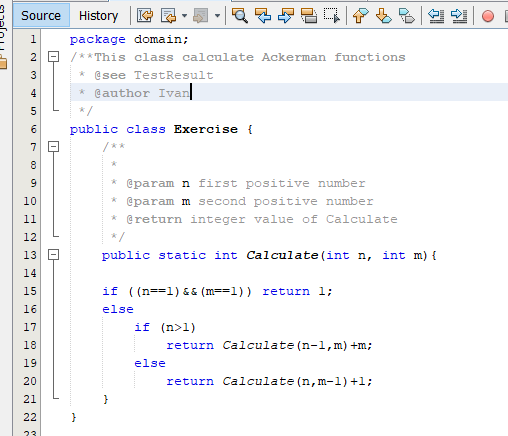 Projects
Source History
1 package domain;
2 /**This class calculate Ackerman functions
3 * @see TestResult
4 * @author Ivan
5 */
6 public class Exercise {
7 /**
8 *
9 * @param n first positive number
10 * @param m second positive number
11 * @return integer value of Calculate
12 */
13 public static int Calculate(int n, int m){
14
15 if ((n==1)&&(m==1)) return 1;
16 else
17 if (n>1)
18 return Calculate(n-1,m)+m;
19 else
20 return Calculate(n,m-1)+1;
21 }
22 }
23